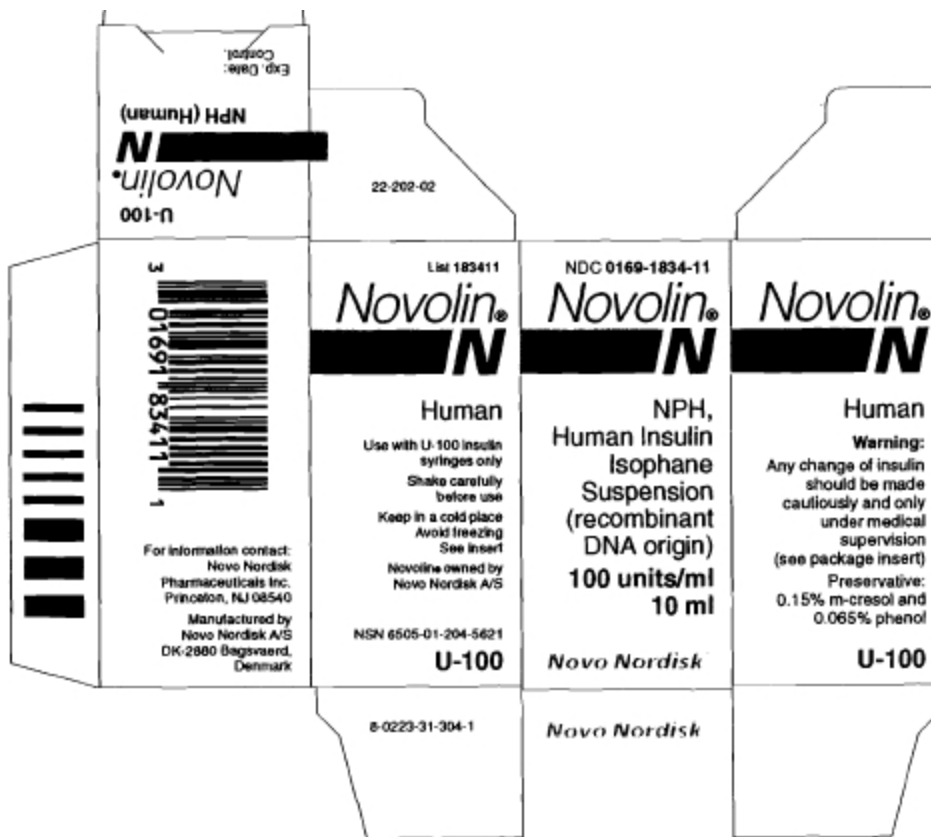 Exp. Date:
Control.
NPH (Human)
N
Novolin®
U-100
22-202-02
3 01691 83411 1
For information contact:
Novo Nordisk
Pharmaceuticals Inc.
Princeton, NJ 08540
Manufactured by
Novo Nordisk A/S
DK-2880 Bagsvaerd,
Denmark
List 183411
Novolin®
N
Human
Use with U-100 insulin
syringes only
Shake carefully
before use
Keep in a cold place
Avoid freezing
See insert
Novolin® owned by
Novo Nordisk A/S
NSN 6505-01-204-5621
U-100
8-0223-31-304-1
NDC 0169-1834-11
Novolin®
N
NPH,
Human Insulin
Isophane
Suspension
(recombinant
DNA origin)
100 units/ml
10 ml
Novo Nordisk
Novo Nordisk
Novolin®
N
Human
Warning:
Any change of insulin
should be made
cautiously and only
under medical
supervision
(see package insert)
Preservative:
0.15% m-cresol and
0.065% phenol
U-100